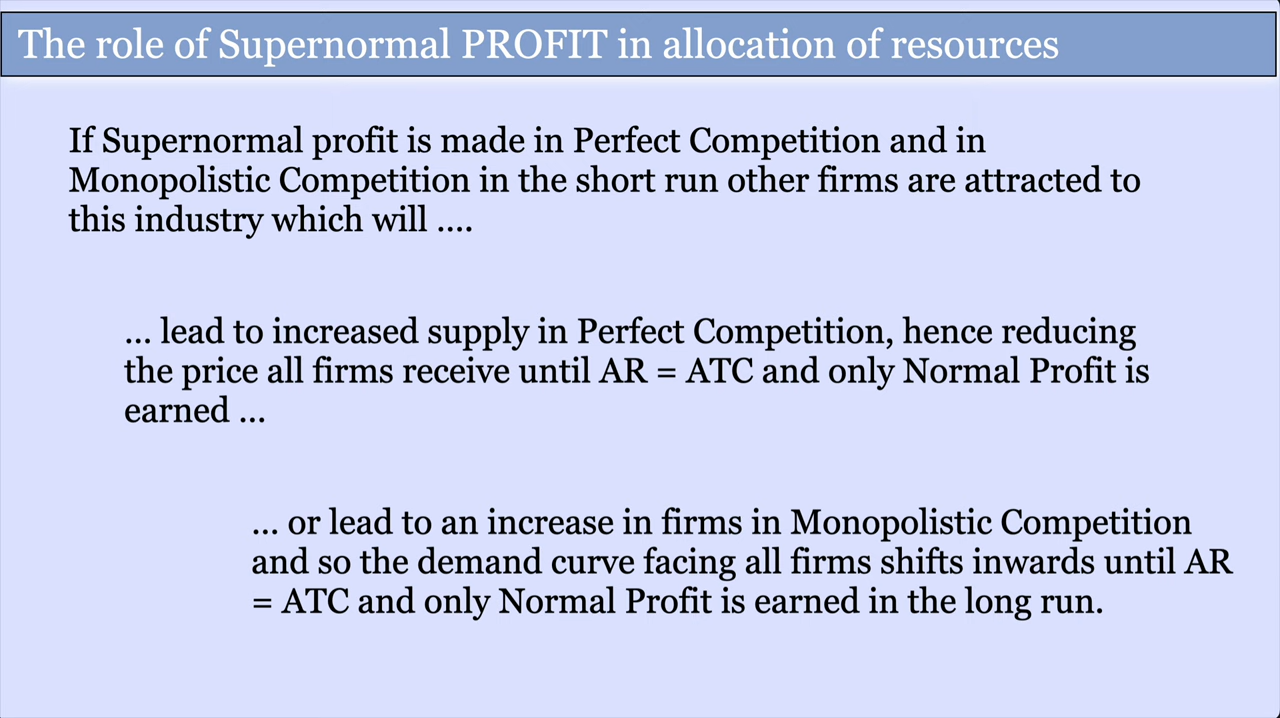 The role of Supernormal PROFIT in allocation of resources
If Supernormal profit is made in Perfect Competition and in
Monopolistic Competition in the short run other firms are attracted to
this industry which will ....
... lead to increased supply in Perfect Competition, hence reducing
the price all firms receive until AR = ATC and only Normal Profit is
earned ...
... or lead to an increase in firms in Monopolistic Competition
and so the demand curve facing all firms shifts inwards until AR
= ATC and only Normal Profit is earned in the long run.